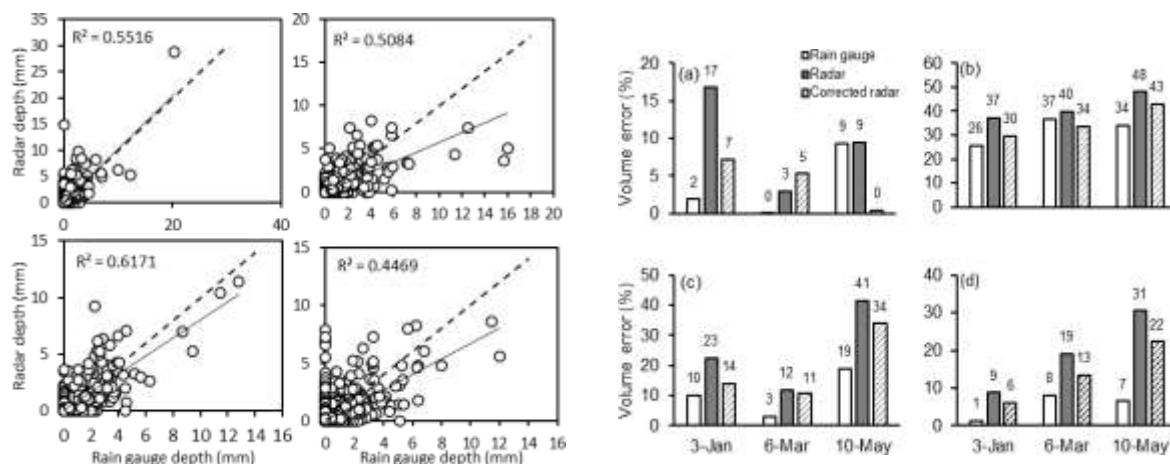 R² = 0.5516
Radar depth (mm)
35
30
25
20
15
10
5
0
0 20 40
R² = 0.5084
20
15
10
5
0
0 2 4 6 8 10 12 14 16 18 20
R² = 0.6171
Radar depth (mm)
15
10
5
0
0 2 4 6 8 10 12 14 16
Rain gauge depth (mm)
R² = 0.4469
15
10
5
0
0 2 4 6 8 10 12 14 16
Rain gauge depth (mm)
(a)
Rain gauge
Radar
Corrected radar
Volume error (%)
20
15
10
5
0
2 17 7
0 3 5
9 9 0
(b)
60
50
40
30
20
10
0
26 37 30
37 40 34
34 48 43
(c)
Volume error (%)
50
40
30
20
10
0
10 23 14
3 12 11
19 41 34
3-Jan 6-Mar 10-May
(d)
40
30
20
10
0
1 9 6
8 19 13
7 31 22
3-Jan 6-Mar 10-May